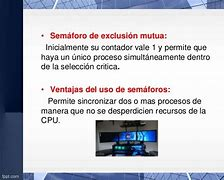 • Semáforo de exclusión mutua:
Inicialmente su contador vale 1 y permite que
haya un único proceso simultáneamente dentro
de la selección critica.
• Ventajas del uso de semáforos:
Permite sincronizar dos o mas procesos de
manera que no se desperdicien recursos de la
CPU.
fppt.com